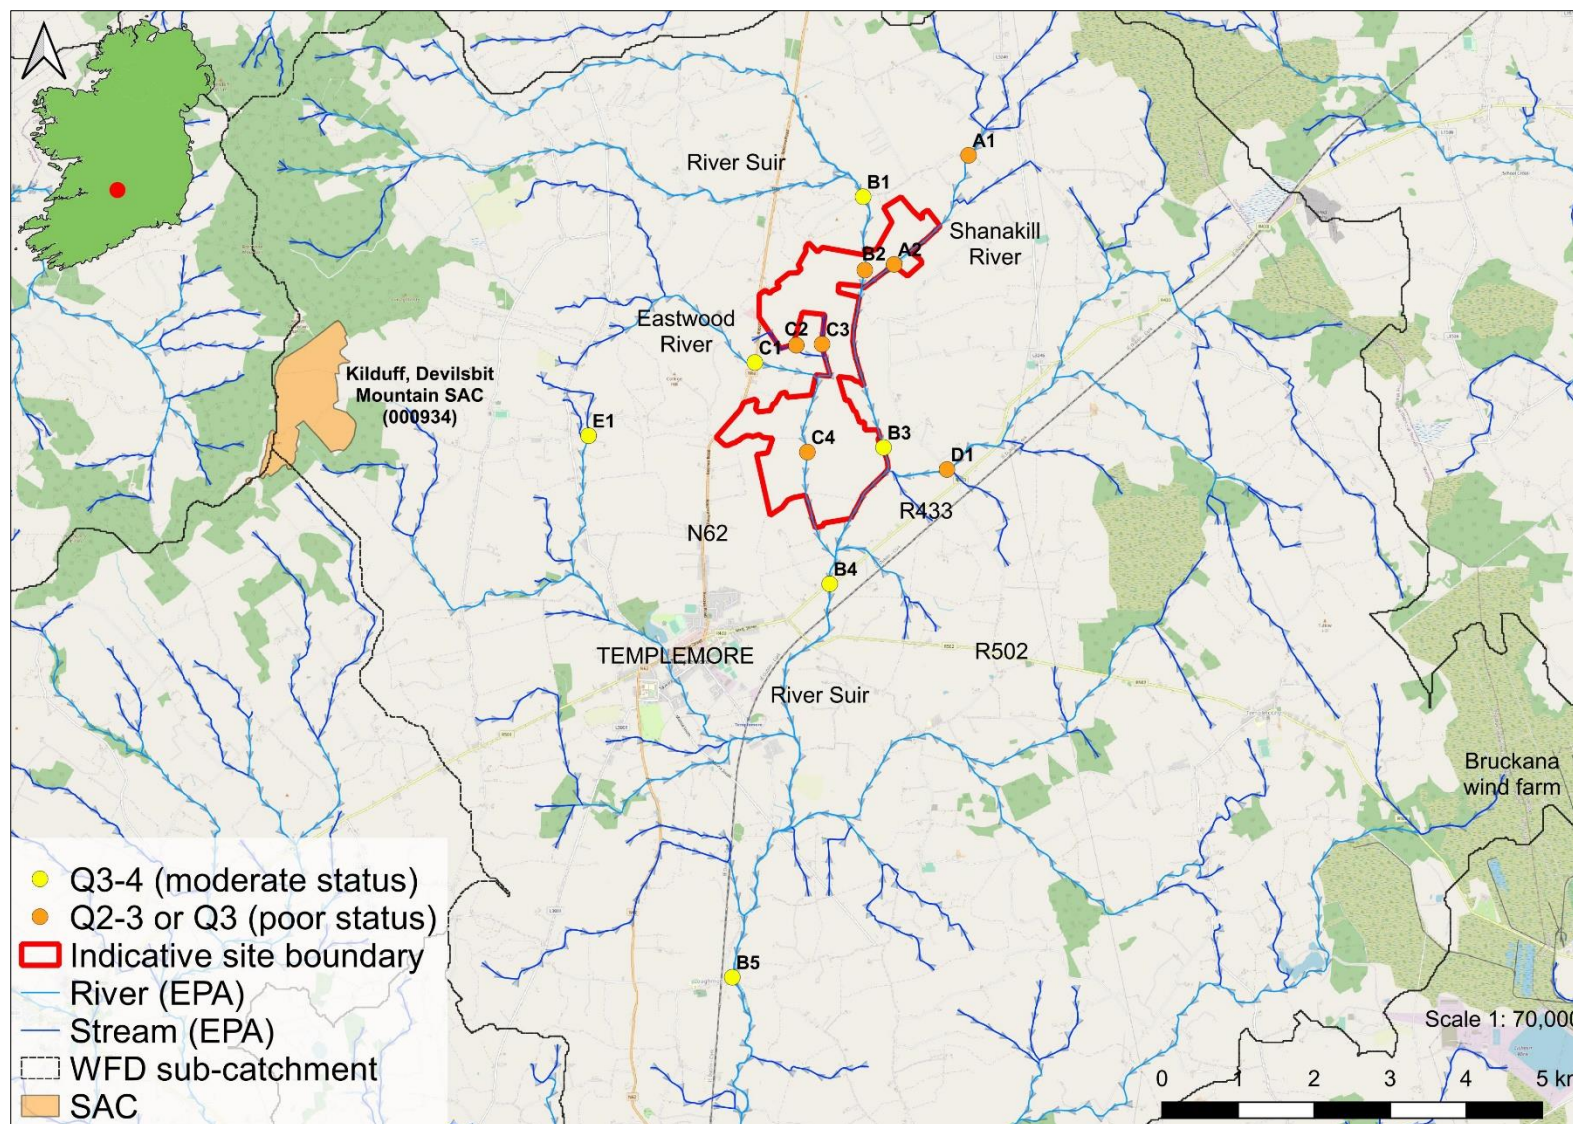 A1
River Suir
B1
Shanakill
River
A2
B2
Eastwood
River
C2
C3
C1
Kilduff, Devilsbit
Mountain SAC
(000934)
E1
B3
C4
D1
R433
N62
B4
TEMPLEMORE
R502
River Suir
Bruckana
wind farm
B5
Q3-4 (moderate status)
Q2-3 or Q3 (poor status)
Indicative site boundary
River (EPA)
Stream (EPA)
WFD sub-catchment
SAC
Scale 1: 70,000
0 1 2 3 4 5 km